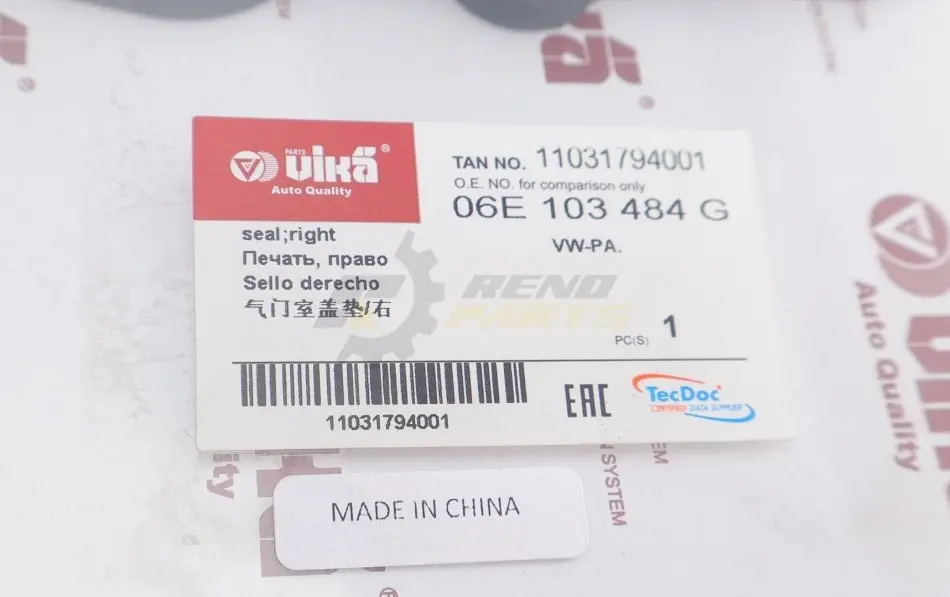 PARTS
vika®
Auto Quality
TAN NO. 11031794001
O.E. NO. for comparison only
06E 103 484 G
VW-PA.
seal;right
Печать, право
Sello derecho
气门室盖垫/右
RENO
PARTS
PC(S) 1
11031794001
EAC
TecDoc
CERTIFIED DATA SUPPLIER
MADE IN CHINA
Auto Quality
N SYSTEM